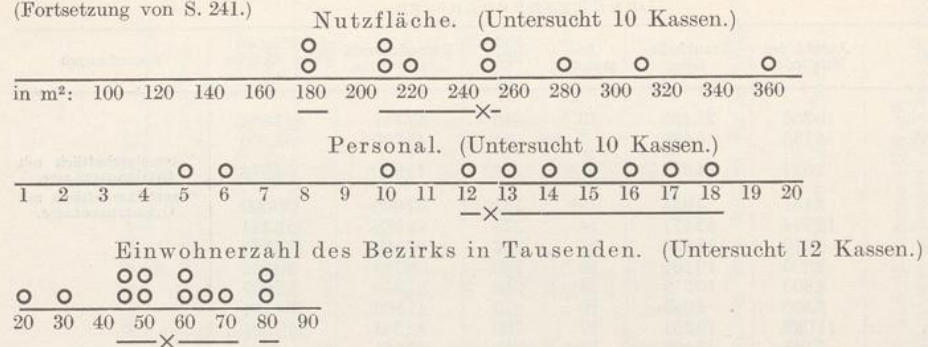 (Fortsetzung von S. 241.)
Nutzfläche. (Untersucht 10 Kassen.)
in m²: 100 120 140 160 180 200 220 240 260 280 300 320 340 360
Personal. (Untersucht 10 Kassen.)
1 2 3 4 5 6 7 8 9 10 11 12 13 14 15 16 17 18 19 20
Einwohnerzahl des Bezirks in Tausenden. (Untersucht 12 Kassen.)
20 30 40 50 60 70 80 90